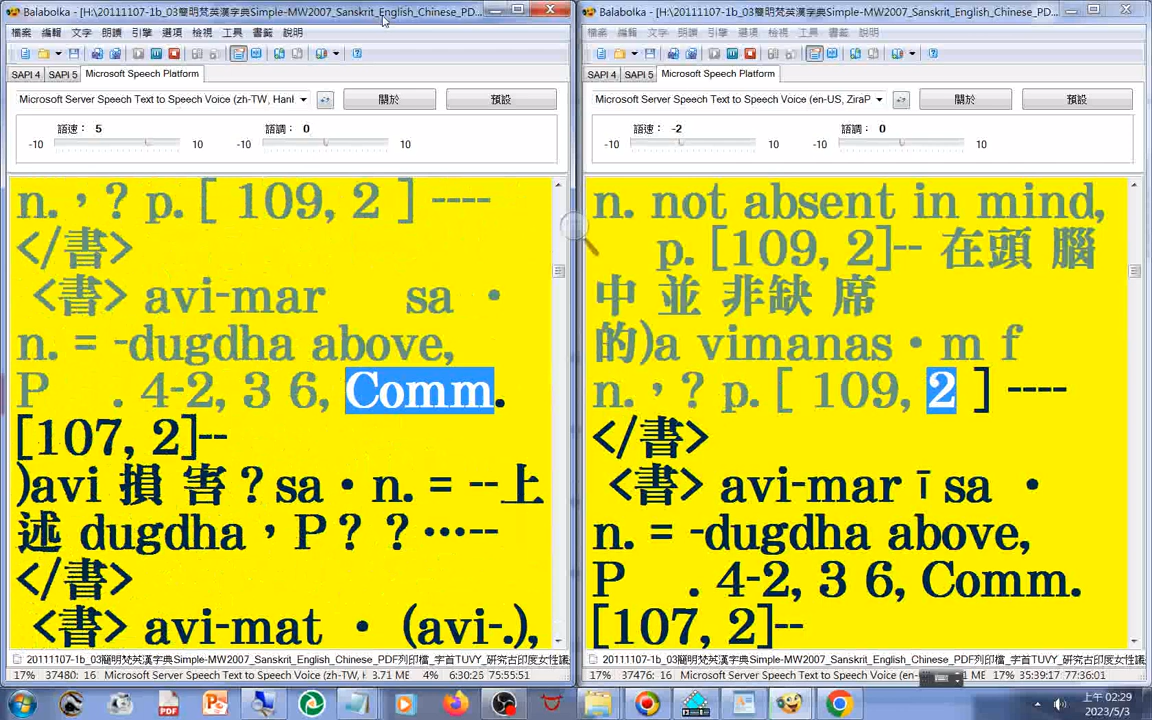 Balabolka - [H:\20111107-1b_03簡明梵英漢字典Simple-MW2007_Sanskrit_English_Chinese_PD...
檔案 編輯 文字 朗讀 引擎 選項 檢視 工具 書籤 說明
SAPI 4 SAPI 5 Microsoft Speech Platform
Microsoft Server Speech Text to Speech Voice (zh-TW, Hanl
關於 預設
語速： 5 語調： 0
-10 10 -10 10
n.，? p. [ 109, 2 ] ----
</書>
<書> avi-mar sa •
n. = -dugdha above,
P . 4-2, 3 6, Comm.
[107, 2]--
)avi 損 害？sa • n. = --上
述 dugdha，P？？…--
</書>
<書> avi-mat • (avi-.),
20111107-1b_03簡明梵英漢字典Simple-MW2007_Sanskrit_English_Chinese_PDF列印檔_字首TUVY_研究古印度女性議
17% 37480: 16 Microsoft Server Speech Text to Speech Voice (zh-TW, H 3.71 MB 4% 6:30:25 75:55:51
Balabolka - [H:\20111107-1b_03簡明梵英漢字典Simple-MW2007_Sanskrit_English_Chinese_PD...
檔案 編輯 文字 朗讀 引擎 選項 檢視 工具 書籤 說明
SAPI 4 SAPI 5 Microsoft Speech Platform
Microsoft Server Speech Text to Speech Voice (en-US, ZiraP
關於 預設
語速： -2 語調： 0
-10 10 -10 10
n. not absent in mind,
p. [109, 2]-- 在頭 腦
中 並 非缺 席
的)a vimanas • m f
n.，? p. [ 109, 2 ] ----
</書>
<書> avi-mar ī sa •
n. = -dugdha above,
P . 4-2, 3 6, Comm.
[107, 2]--
20111107-1b_03簡明梵英漢字典Simple-MW2007_Sanskrit_English_Chinese_PDF列印檔_字首TUVY_研究古印度女性議
17% 37476: 16 Microsoft Server Speech Text to Speech Voice (en-US, 17% 35:39:17 77:36:01
上午 02:29
2023/5/3